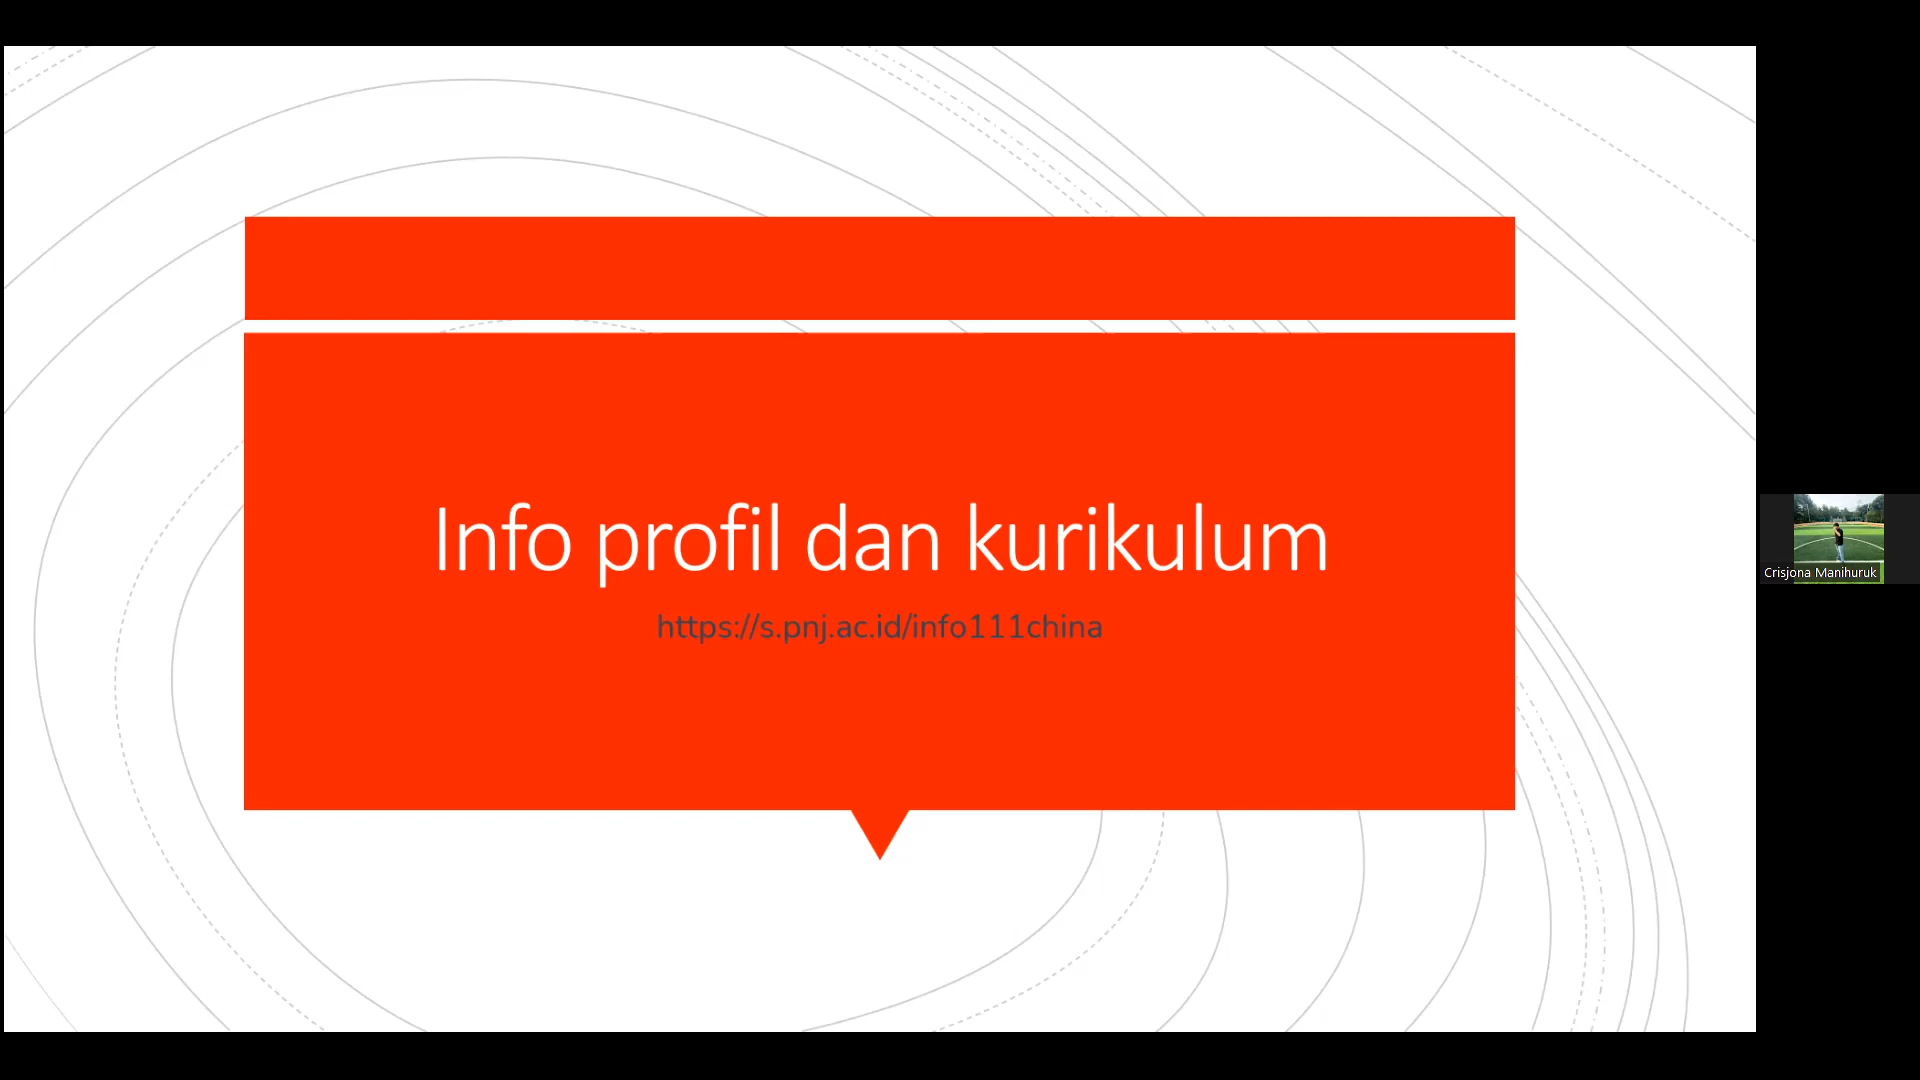 Info profil dan kurikulum
https://s.pnj.ac.id/info111china
Crisjona Manihuruk